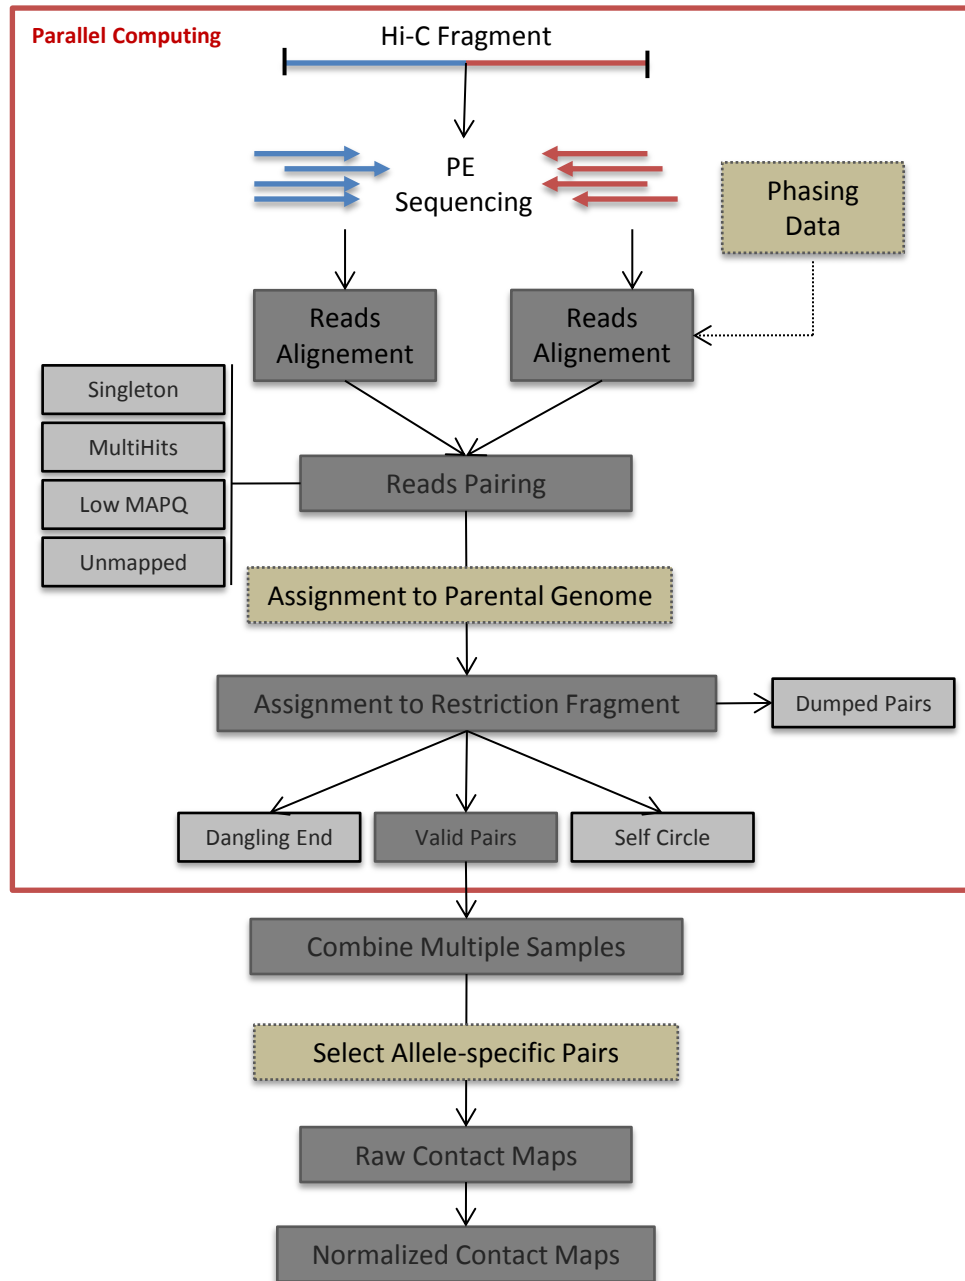 Parallel Computing
Hi-C Fragment
PE
Sequencing
Phasing
Data
Reads
Alignement
Reads
Alignement
Singleton
MultiHits
Low MAPQ
Unmapped
Reads Pairing
Assignment to Parental Genome
Assignment to Restriction Fragment
Dumped Pairs
Dangling End
Valid Pairs
Self Circle
Combine Multiple Samples
Select Allele-specific Pairs
Raw Contact Maps
Normalized Contact Maps